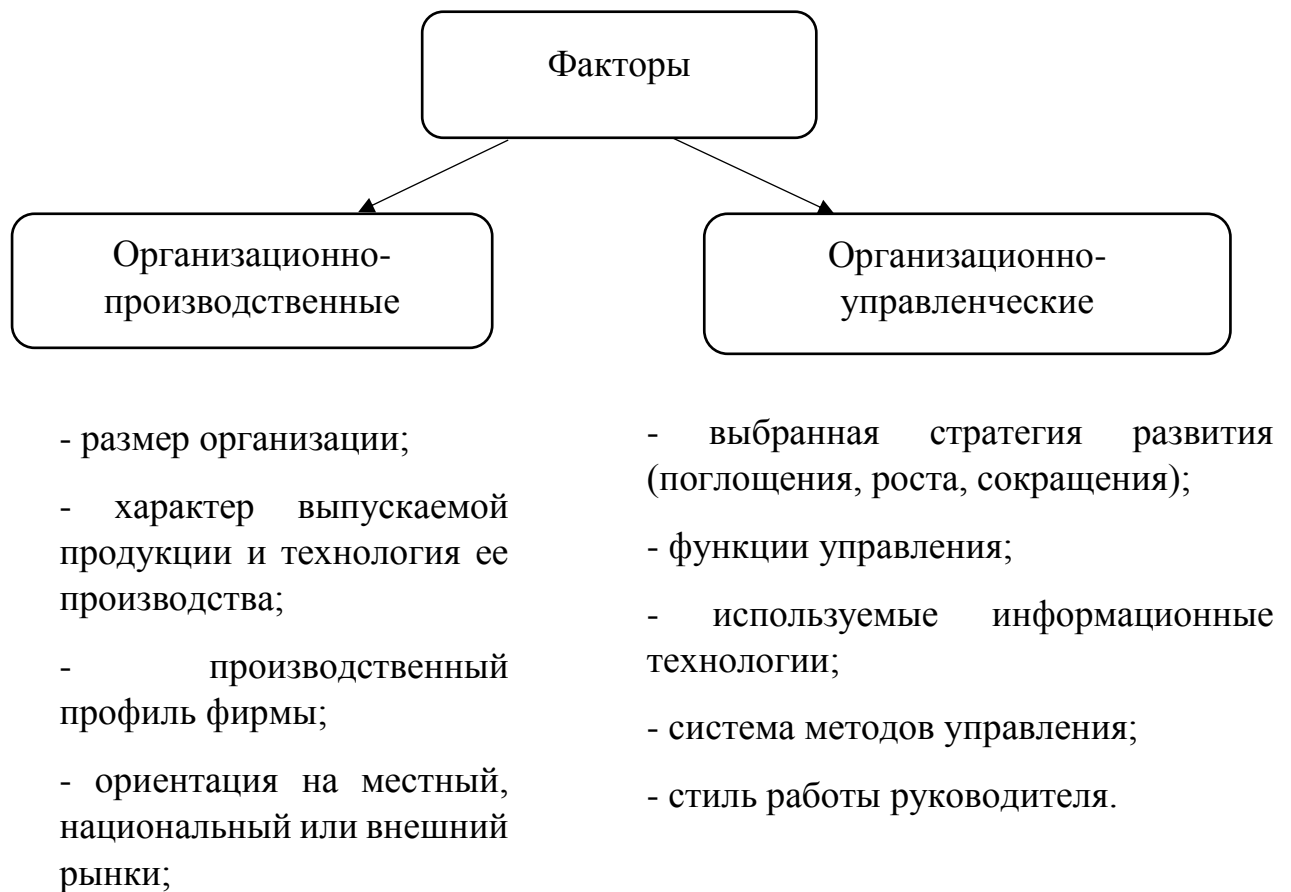 Факторы
Организационно-
производственные
Организационно-
управленческие
- размер организации;
- характер выпускаемой
продукции и технология ее
производства;
- производственный
профиль фирмы;
- ориентация на местный,
национальный или внешний
рынки;
- выбранная стратегия развития
(поглощения, роста, сокращения);
- функции управления;
- используемые информационные
технологии;
- система методов управления;
- стиль работы руководителя.